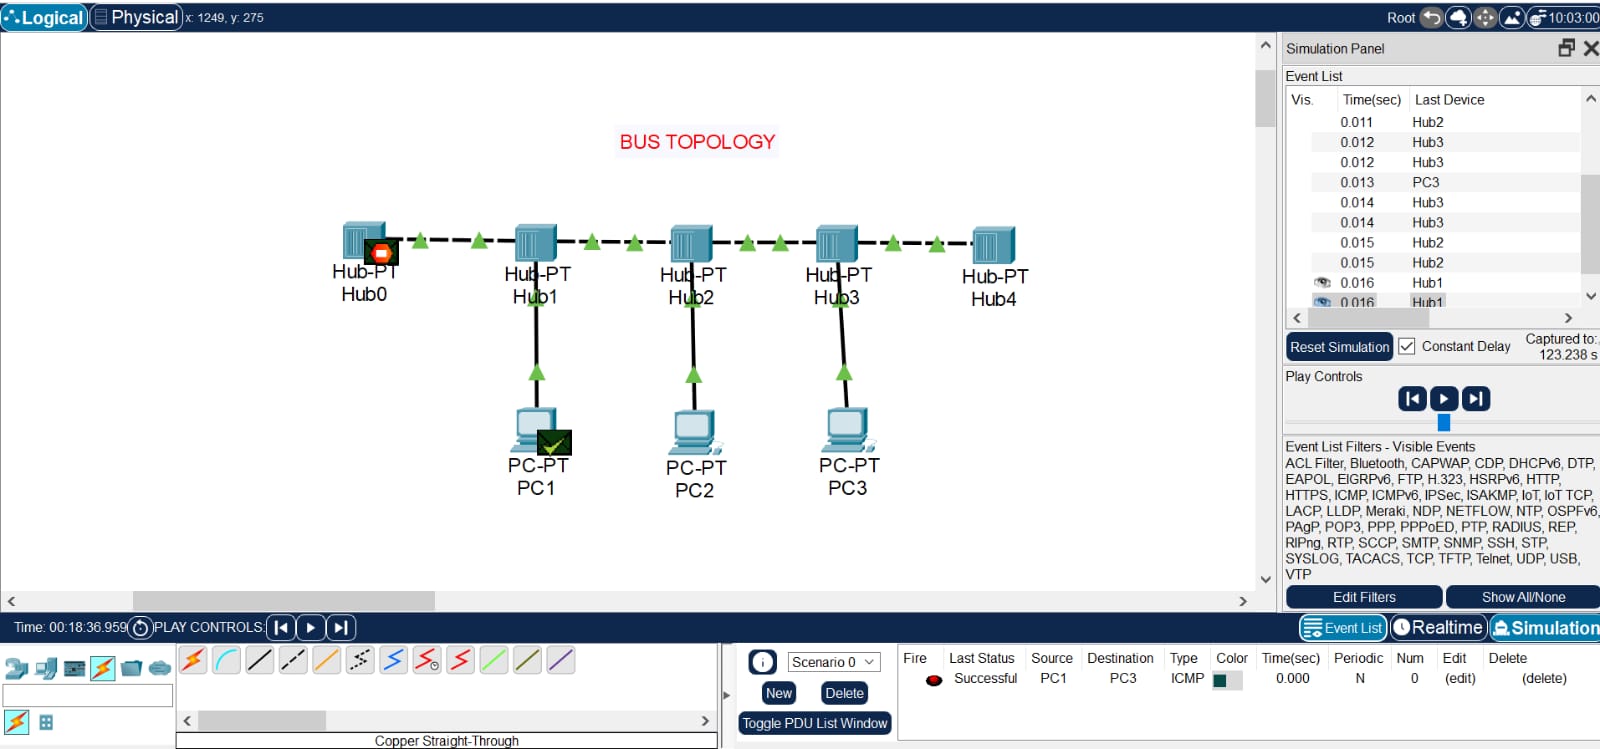 Logical Physical x: 1249, y: 275 Root 10:03:00
BUS TOPOLOGY
Hub-PT
Hub0
Hub-PT
Hub1
Hub-PT
Hub2
Hub-PT
Hub3
Hub-PT
Hub4
PC-PT
PC1
PC-PT
PC2
PC-PT
PC3
Simulation Panel
Event List
Vis. Time(sec) Last Device
0.011 Hub2
0.012 Hub3
0.012 Hub3
0.013 PC3
0.014 Hub3
0.014 Hub3
0.015 Hub2
0.015 Hub2
0.016 Hub1
0.016 Hub1
Reset Simulation Constant Delay Captured to:
123.238 s
Play Controls
Event List Filters - Visible Events
ACL Filter, Bluetooth, CAPWAP, CDP, DHCPv6, DTP,
EAPOL, EIGRPv6, FTP, H.323, HSRPv6, HTTP,
HTTPS, ICMP, ICMPv6, IPSec, ISAKMP, IoT, IoT TCP,
LACP, LLDP, Meraki, NDP, NETFLOW, NTP, OSPFv6,
PAgP, POP3, PPP, PPPoED, PTP, RADIUS, REP,
RIPng, RTP, SCCP, SMTP, SNMP, SSH, STP,
SYSLOG, TACACS, TCP, TFTP, Telnet, UDP, USB,
VTP
Edit Filters Show All/None
Time: 00:18:36.959 PLAY CONTROLS: Event List Realtime Simulation
Scenario 0
New Delete
Toggle PDU List Window
Fire Last Status Source Destination Type Color Time(sec) Periodic Num Edit Delete
Successful PC1 PC3 ICMP 0.000 N 0 (edit) (delete)
Copper Straight-Through